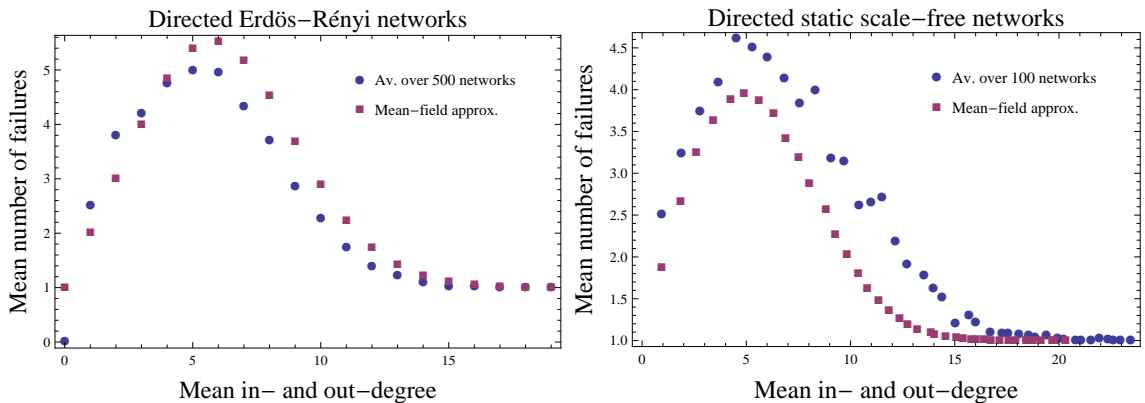 Directed Erdös−Rényi networks
Mean number of failures
5
4
3
2
1
0
Av. over 500 networks
Mean−field approx.
0 5 10 15
Mean in− and out−degree
Directed static scale−free networks
Mean number of failures
4.5
4.0
3.5
3.0
2.5
2.0
1.5
1.0
Av. over 100 networks
Mean−field approx.
0 5 10 15 20
Mean in− and out−degree